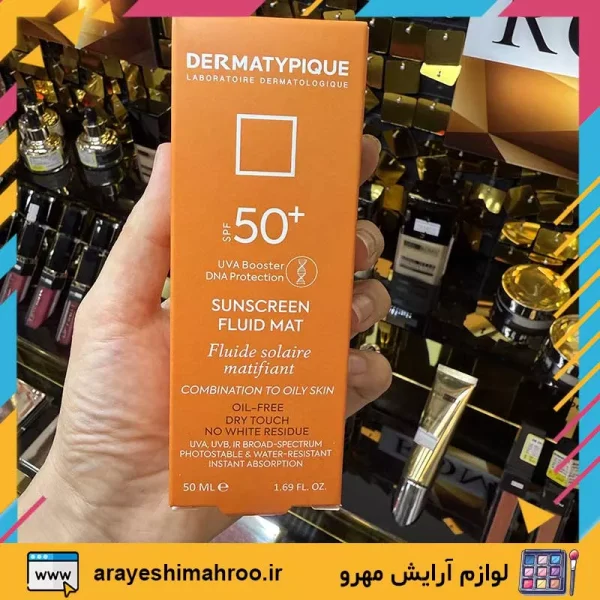 DERMATYPIQUE
LABORATOIRE DERMATOLOGIQUE
SPF 50+
UVA Booster
DNA Protection
SUNSCREEN
FLUID MAT
Fluide solaire
matifiant
COMBINATION TO OILY SKIN
OIL-FREE
DRY TOUCH
NO WHITE RESIDUE
UVA, UVB, IR BROAD-SPECTRUM
PHOTOSTABLE & WATER-RESISTANT
INSTANT ABSORPTION
50 ML℮ 1.69 FL. OZ.
www arayeshimahroo.ir لوازم آرایش مهرو